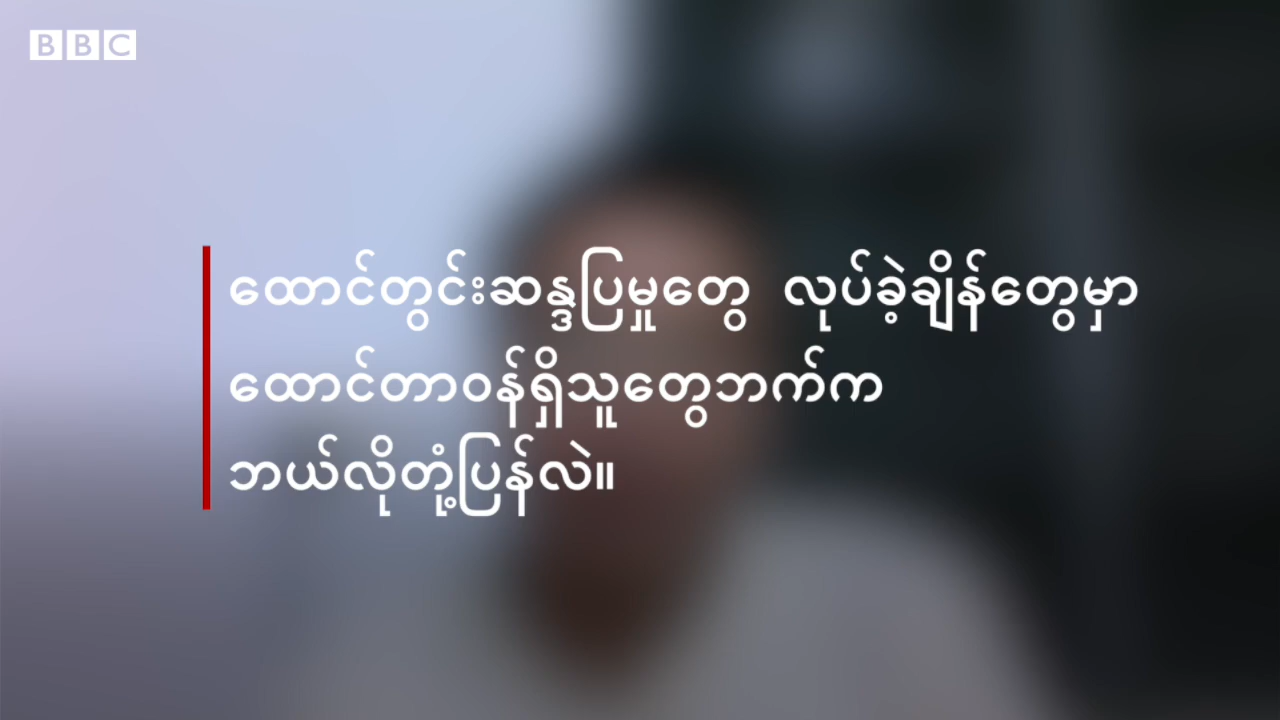 BBC
ထောင်တွင်းဆန္ဒပြမှုတွေ လုပ်ခဲ့ချိန်တွေမှာ
ထောင်တာဝန်ရှိသူတွေဘက်က
ဘယ်လိုတုံ့ပြန်လဲ။